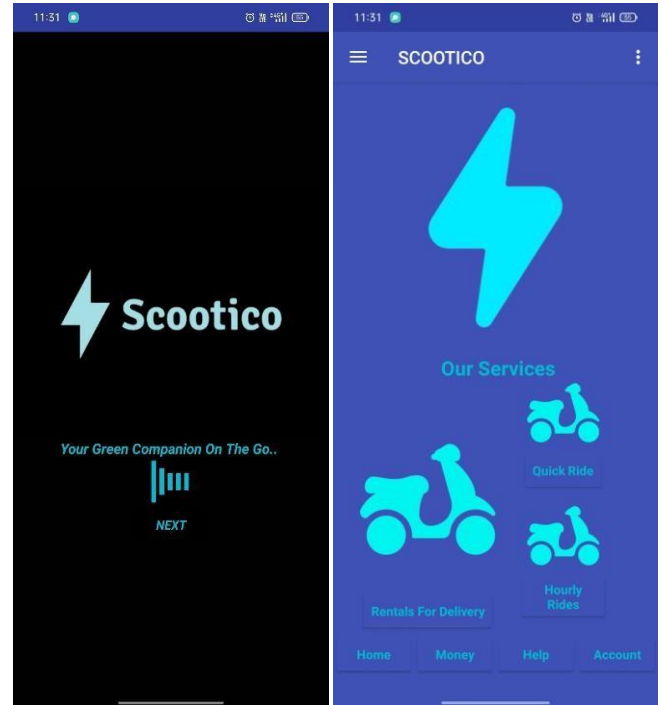 11:31
Scootico
Your Green Companion On The Go..
NEXT
11:31
SCOOTICO
Our Services
Quick Ride
Hourly
Rides
Rentals For Delivery
Home Money Help Account